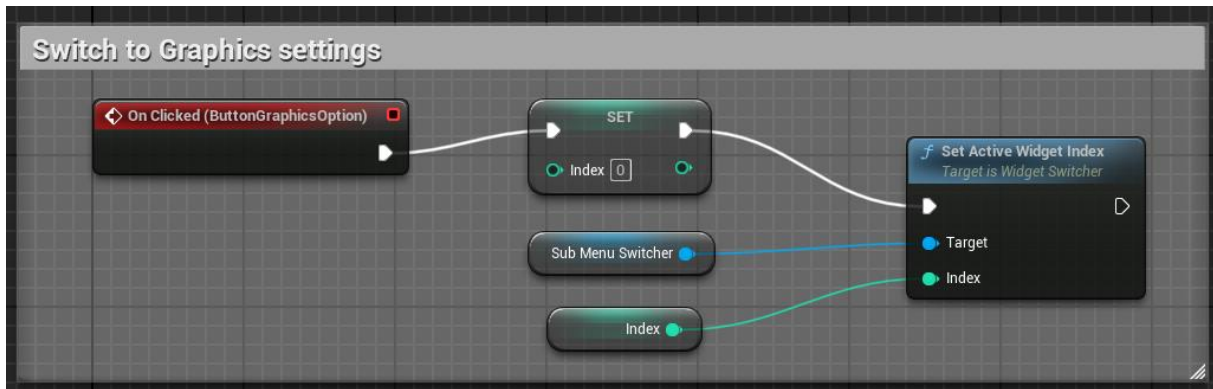 Switch to Graphics settings
On Clicked (ButtonGraphicsOption)
SET
Index 0
Sub Menu Switcher
Index
f Set Active Widget Index
Target is Widget Switcher
Target
Index